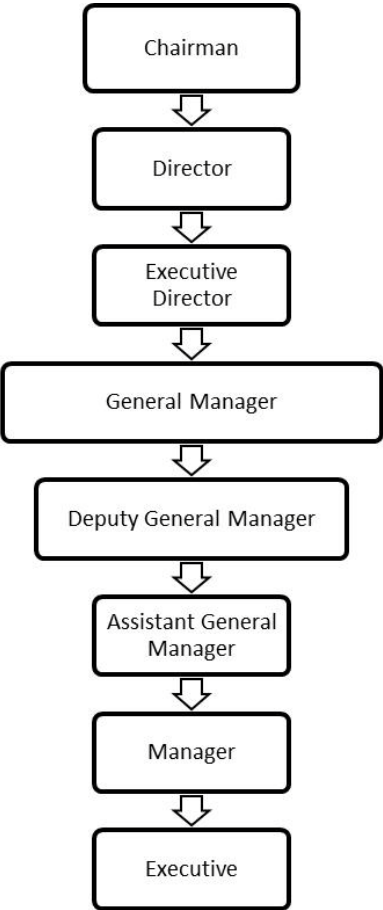 Chairman
Director
Executive
Director
General Manager
Deputy General Manager
Assistant General
Manager
Manager
Executive